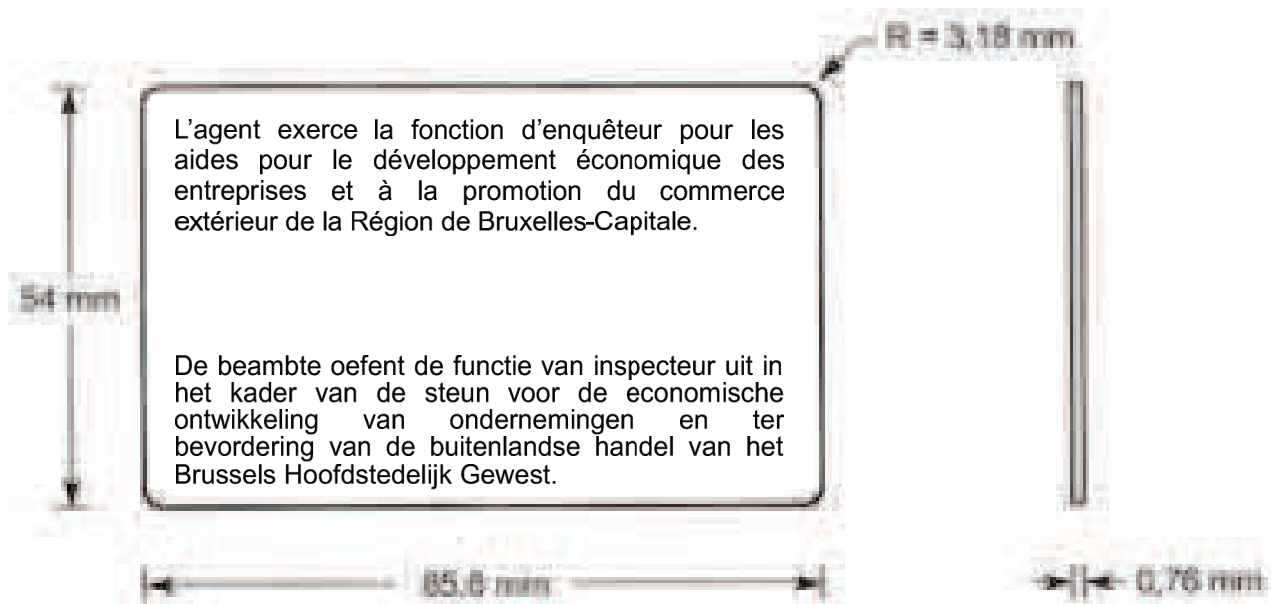 R = 3,18 mm
L’agent exerce la fonction d’enquêteur pour les
aides pour le développement économique des
entreprises et à la promotion du commerce
extérieur de la Région de Bruxelles-Capitale.
54 mm
De beambte oefent de functie van inspecteur uit in
het kader van de steun voor de economische
ontwikkeling van ondernemingen en ter
bevordering van de buitenlandse handel van het
Brussels Hoofdstedelijk Gewest.
85,6 mm
0,76 mm